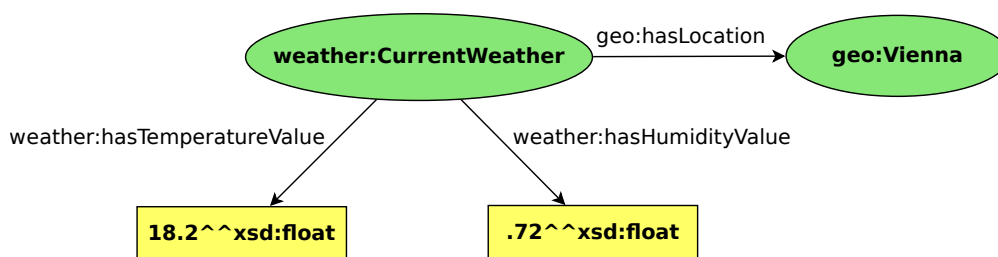 geo:hasLocation
weather:CurrentWeather
geo:Vienna
weather:hasTemperatureValue
weather:hasHumidityValue
18.2^^xsd:float
.72^^xsd:float